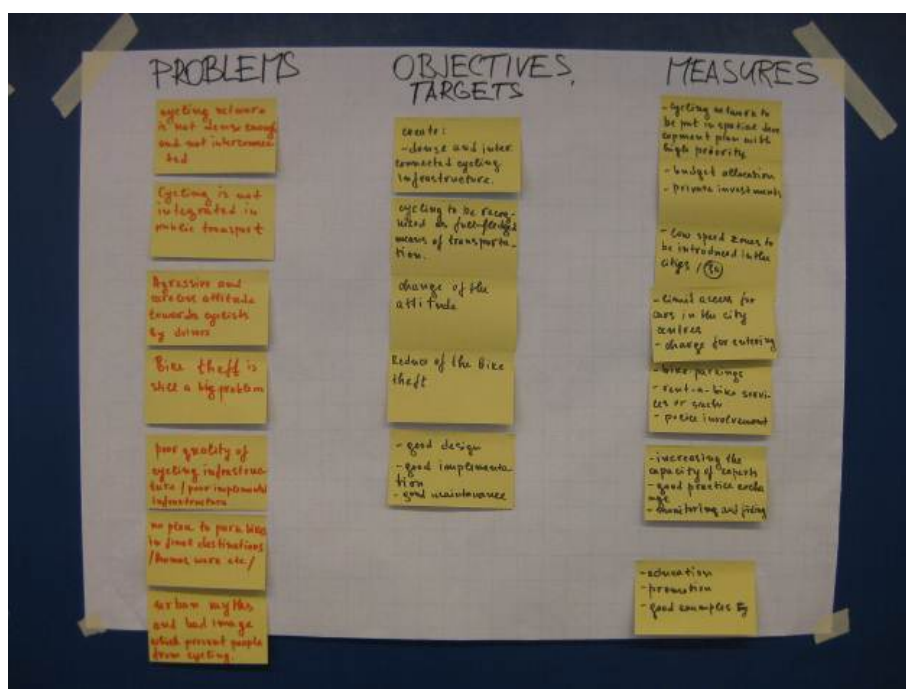 PROBLEMS
cycling network
is not dense enough
and not interconnec
ted
Cycling is not
integrated in
public transport
Agressive and
careless attitude
towards cyclists
by drivers
Bike theft is
still a big problem
poor quality of
cycling infrastruc-
ture / poor implemented
infrastructure
no place to park bikes
in final destinations
/homes, work etc/
urban myths
and bad image
which prevent people
from cycling.
OBJECTIVES,
TARGETS
create:
- dense and inter
connected cycling
infrastructure.
cycling to be recog-
nized as full-fledged
means of transporta-
tion.
change of the
attitude
Reduce of the Bike
theft
- good design
- good implementa
tion
- good maintanance
MEASURES
- Cycling network to
be put in spatial deve
lopment plan with
high priority
- budget allocation
- private investments
- low speed zones to
be introduced in the
citys /30
- limit access for
cars in the city
centres
- charge for entering
- bike parkings
- rent-a-bike servi-
ces or such
- police involvement
- increasing the
capacity of experts
- good practice excha
nge
- monitoring and
- education
- promotion
- good examples by